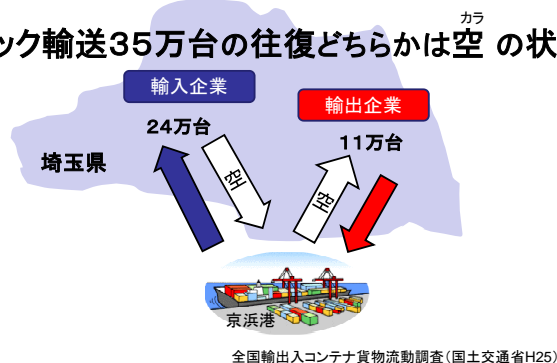 カラ
ック輸送35万台の往復どちらかは空 の状
輸入企業
輸出企業
24万台
11万台
埼玉県
空
空
京浜港
全国輸出入コンテナ貨物流動調査(国土交通省H25)